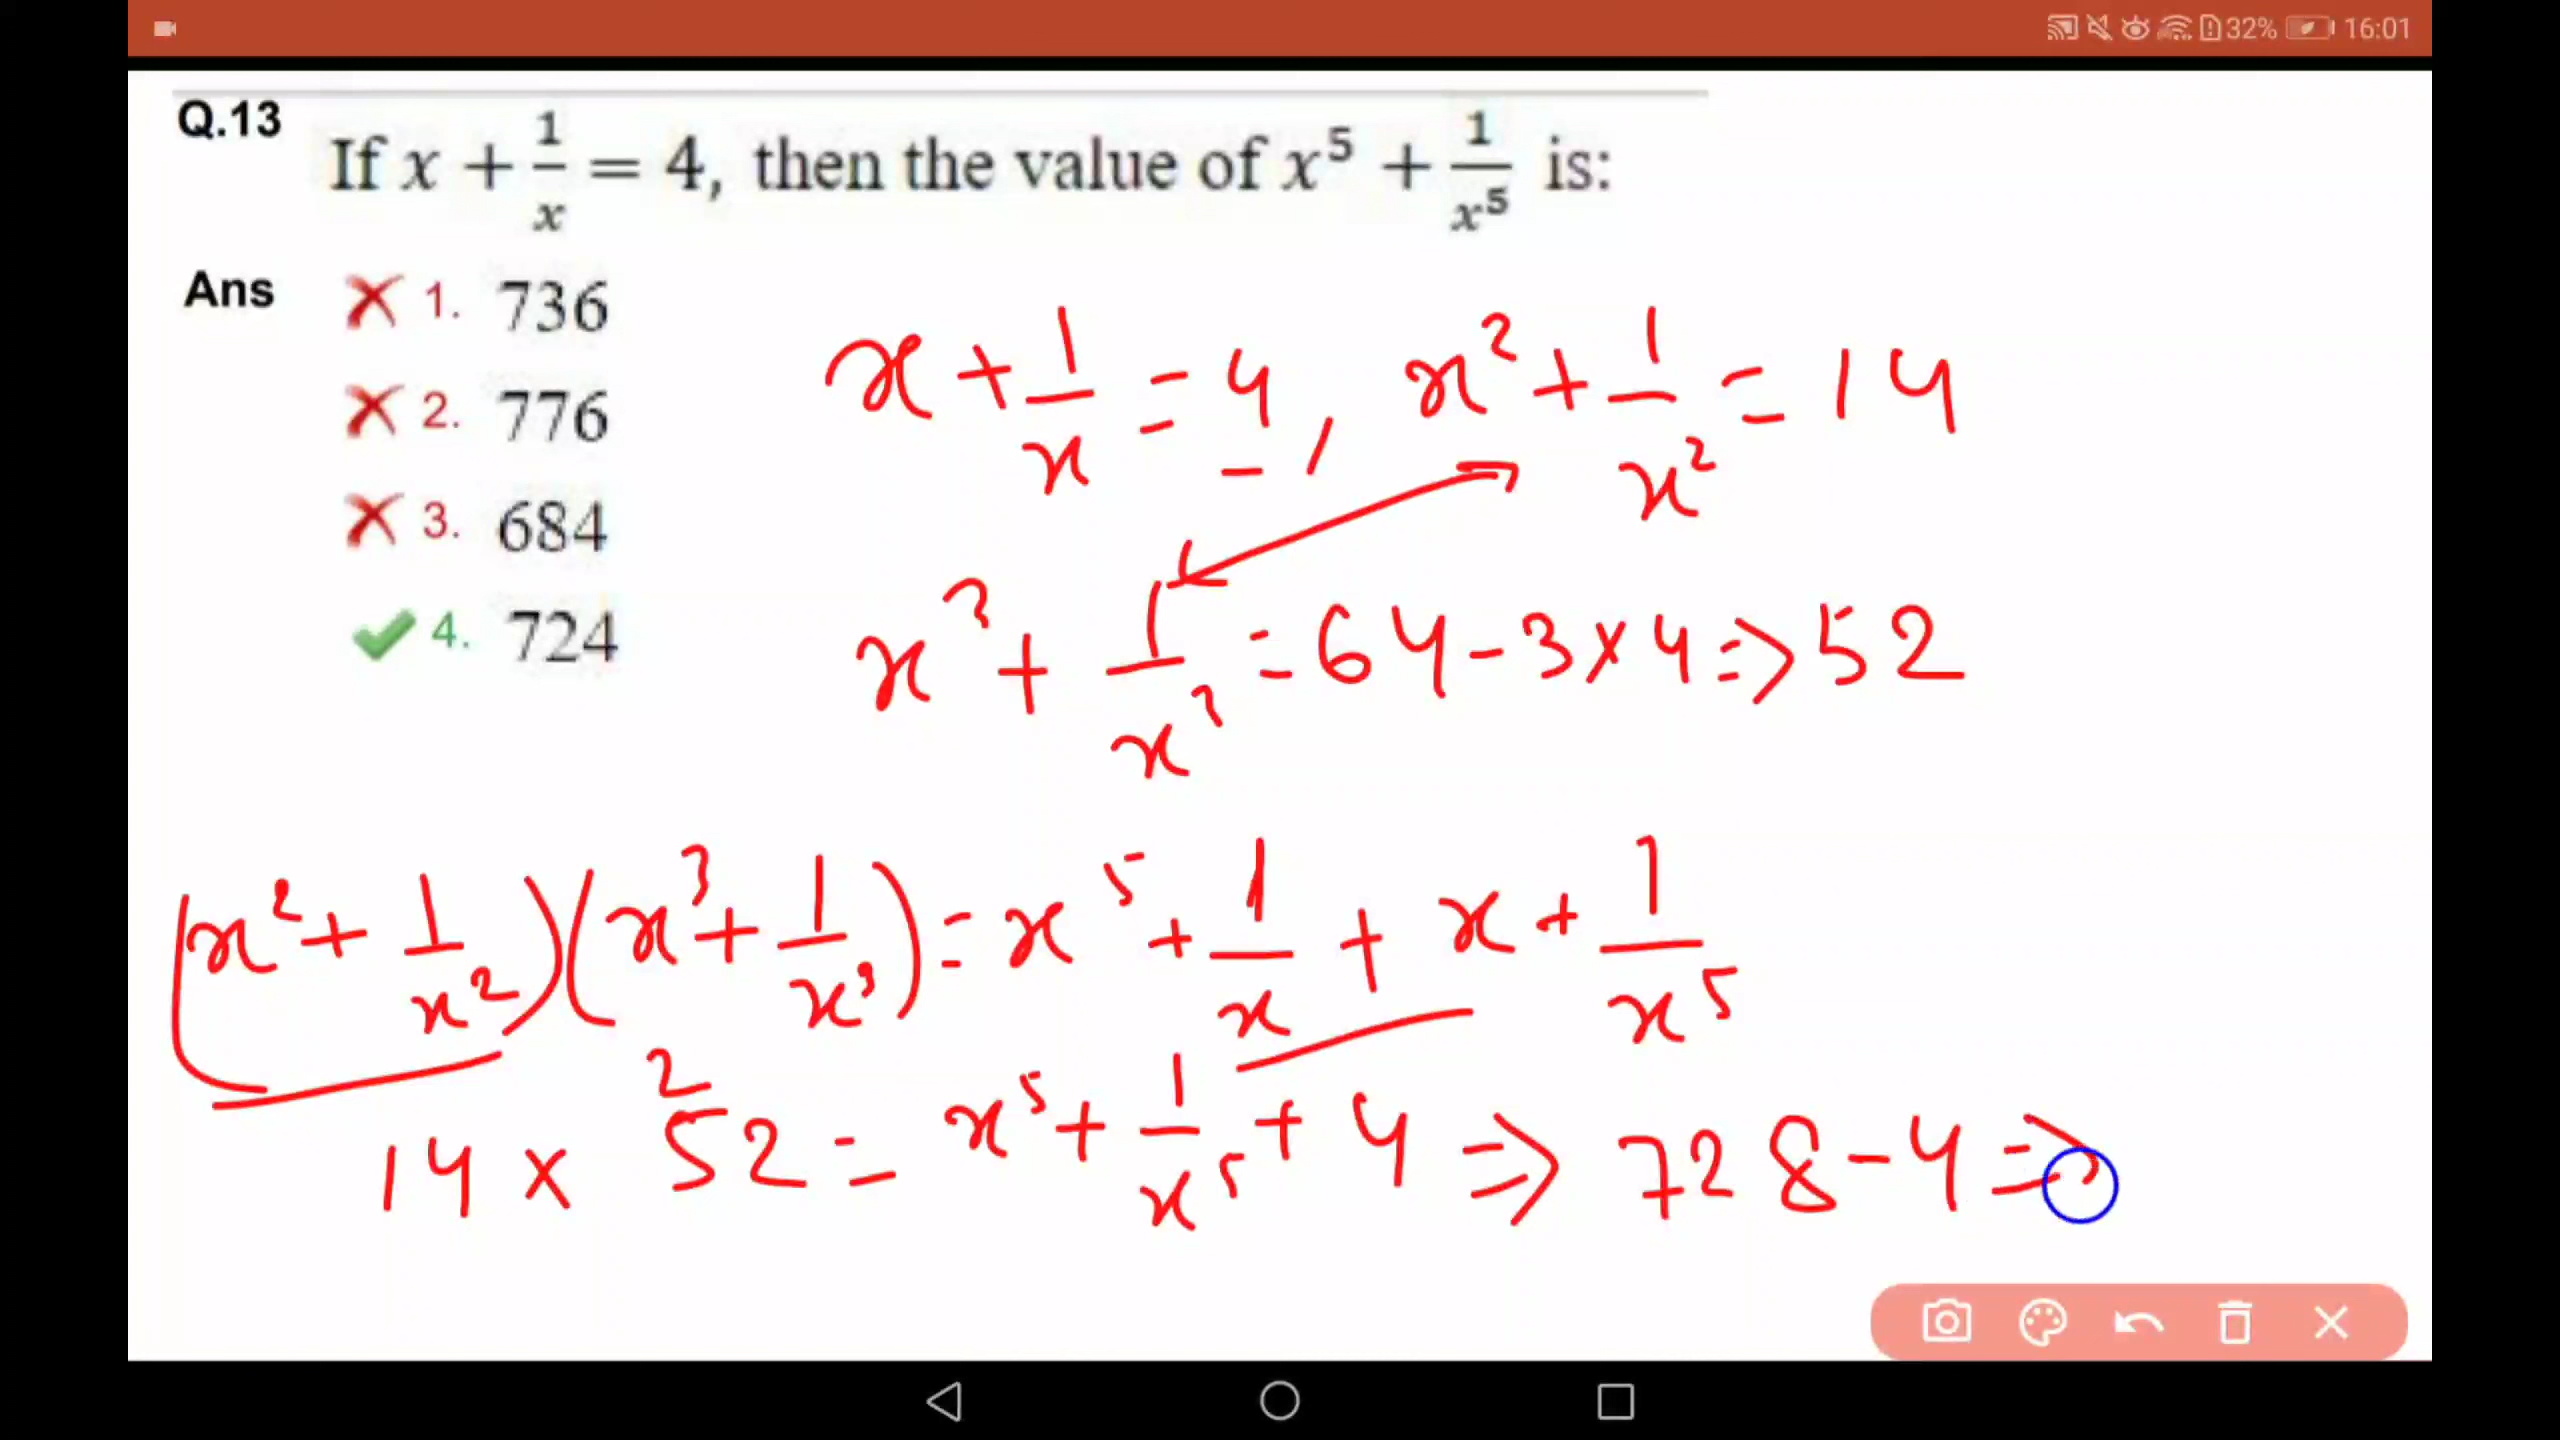 32% 16:01
Q.13 If x + 1/x = 4, then the value of x⁵ + 1/x⁵ is:
Ans
1. 736
2. 776
3. 684
4. 724
x + 1/x = 4, x² + 1/x² = 14
x³ + 1/x³ = 64 - 3 × 4 ⇒ 52
(x² + 1/x²)(x³ + 1/x³) = x⁵ + 1/x + x + 1/x⁵
2
14 × 52 = x⁵ + 1/x⁵ + 4 ⇒ 728 - 4 ⇒